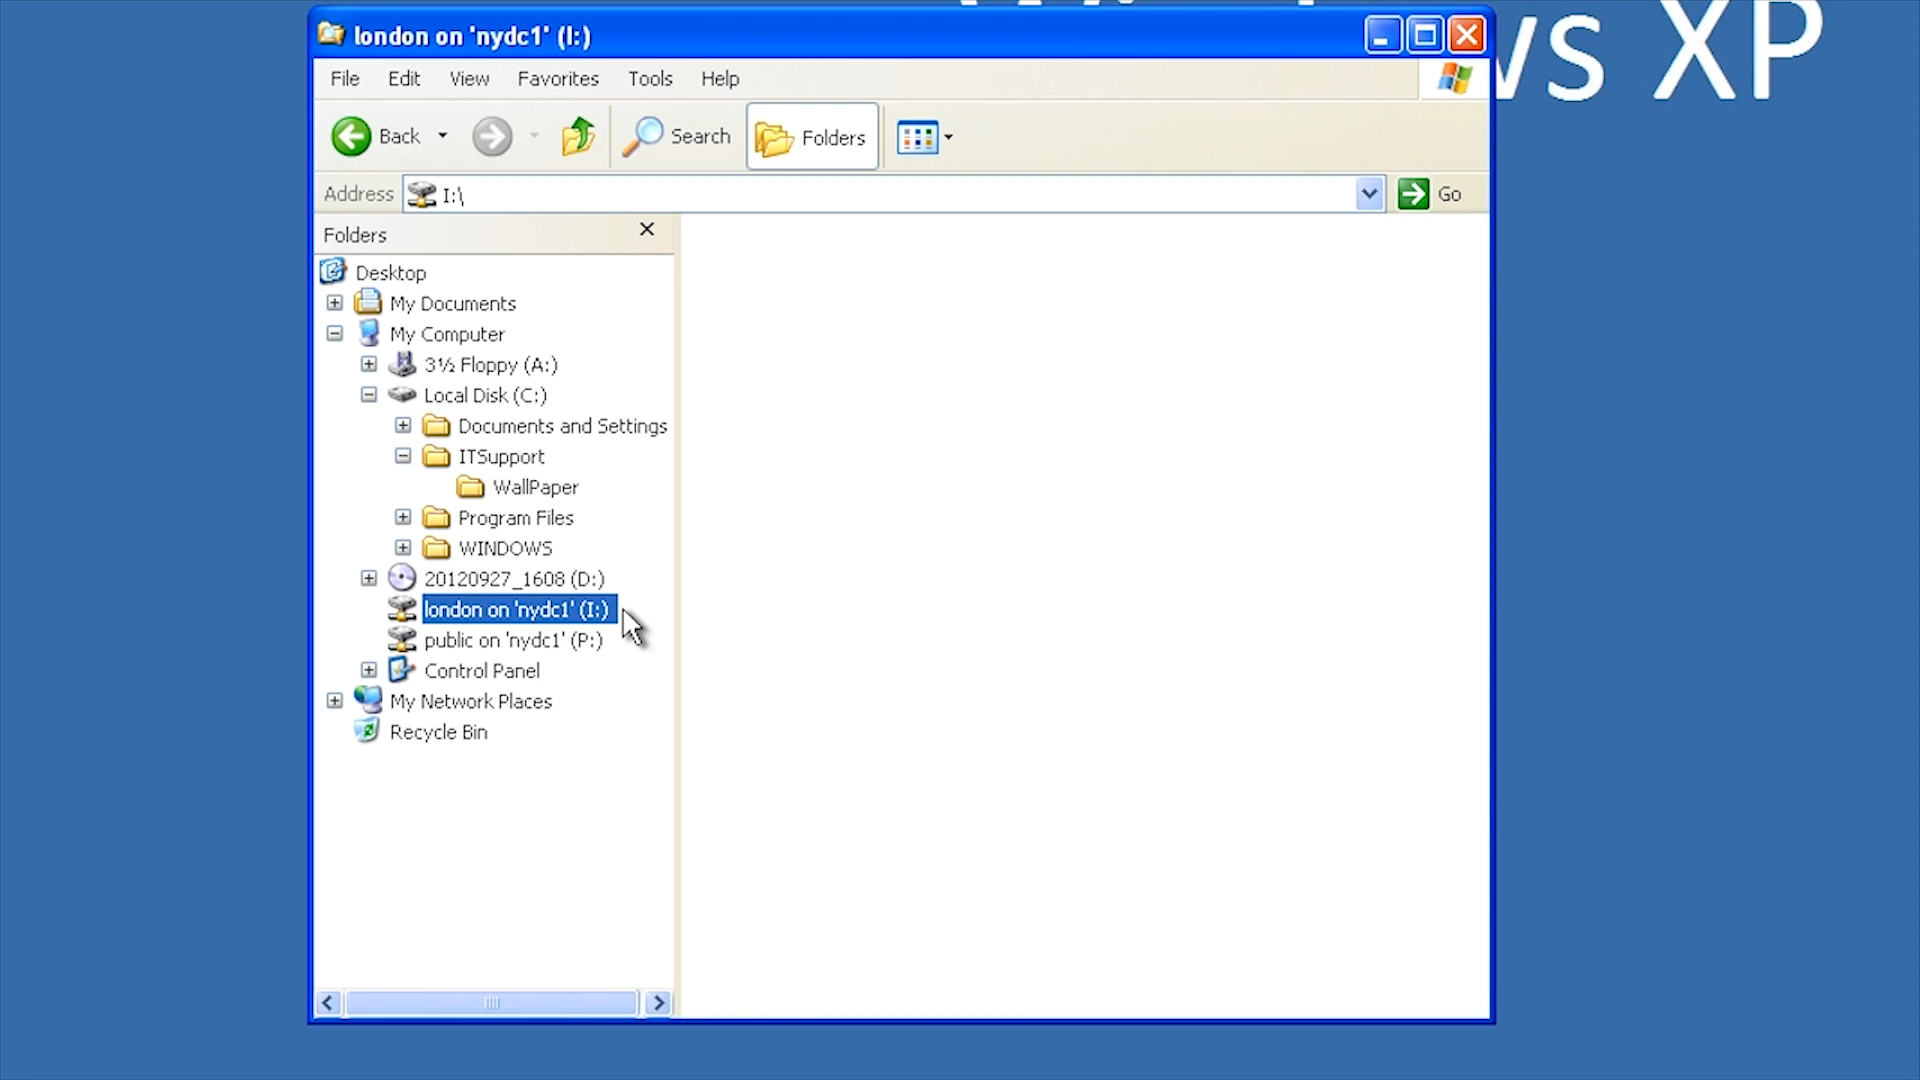 ws XP
london on 'nydc1' (I:)
File Edit View Favorites Tools Help
Back Search Folders
Address I:\ Go
Folders
Desktop
My Documents
My Computer
3½ Floppy (A:)
Local Disk (C:)
Documents and Settings
ITSupport
WallPaper
Program Files
WINDOWS
20120927_1608 (D:)
london on 'nydc1' (I:)
public on 'nydc1' (P:)
Control Panel
My Network Places
Recycle Bin